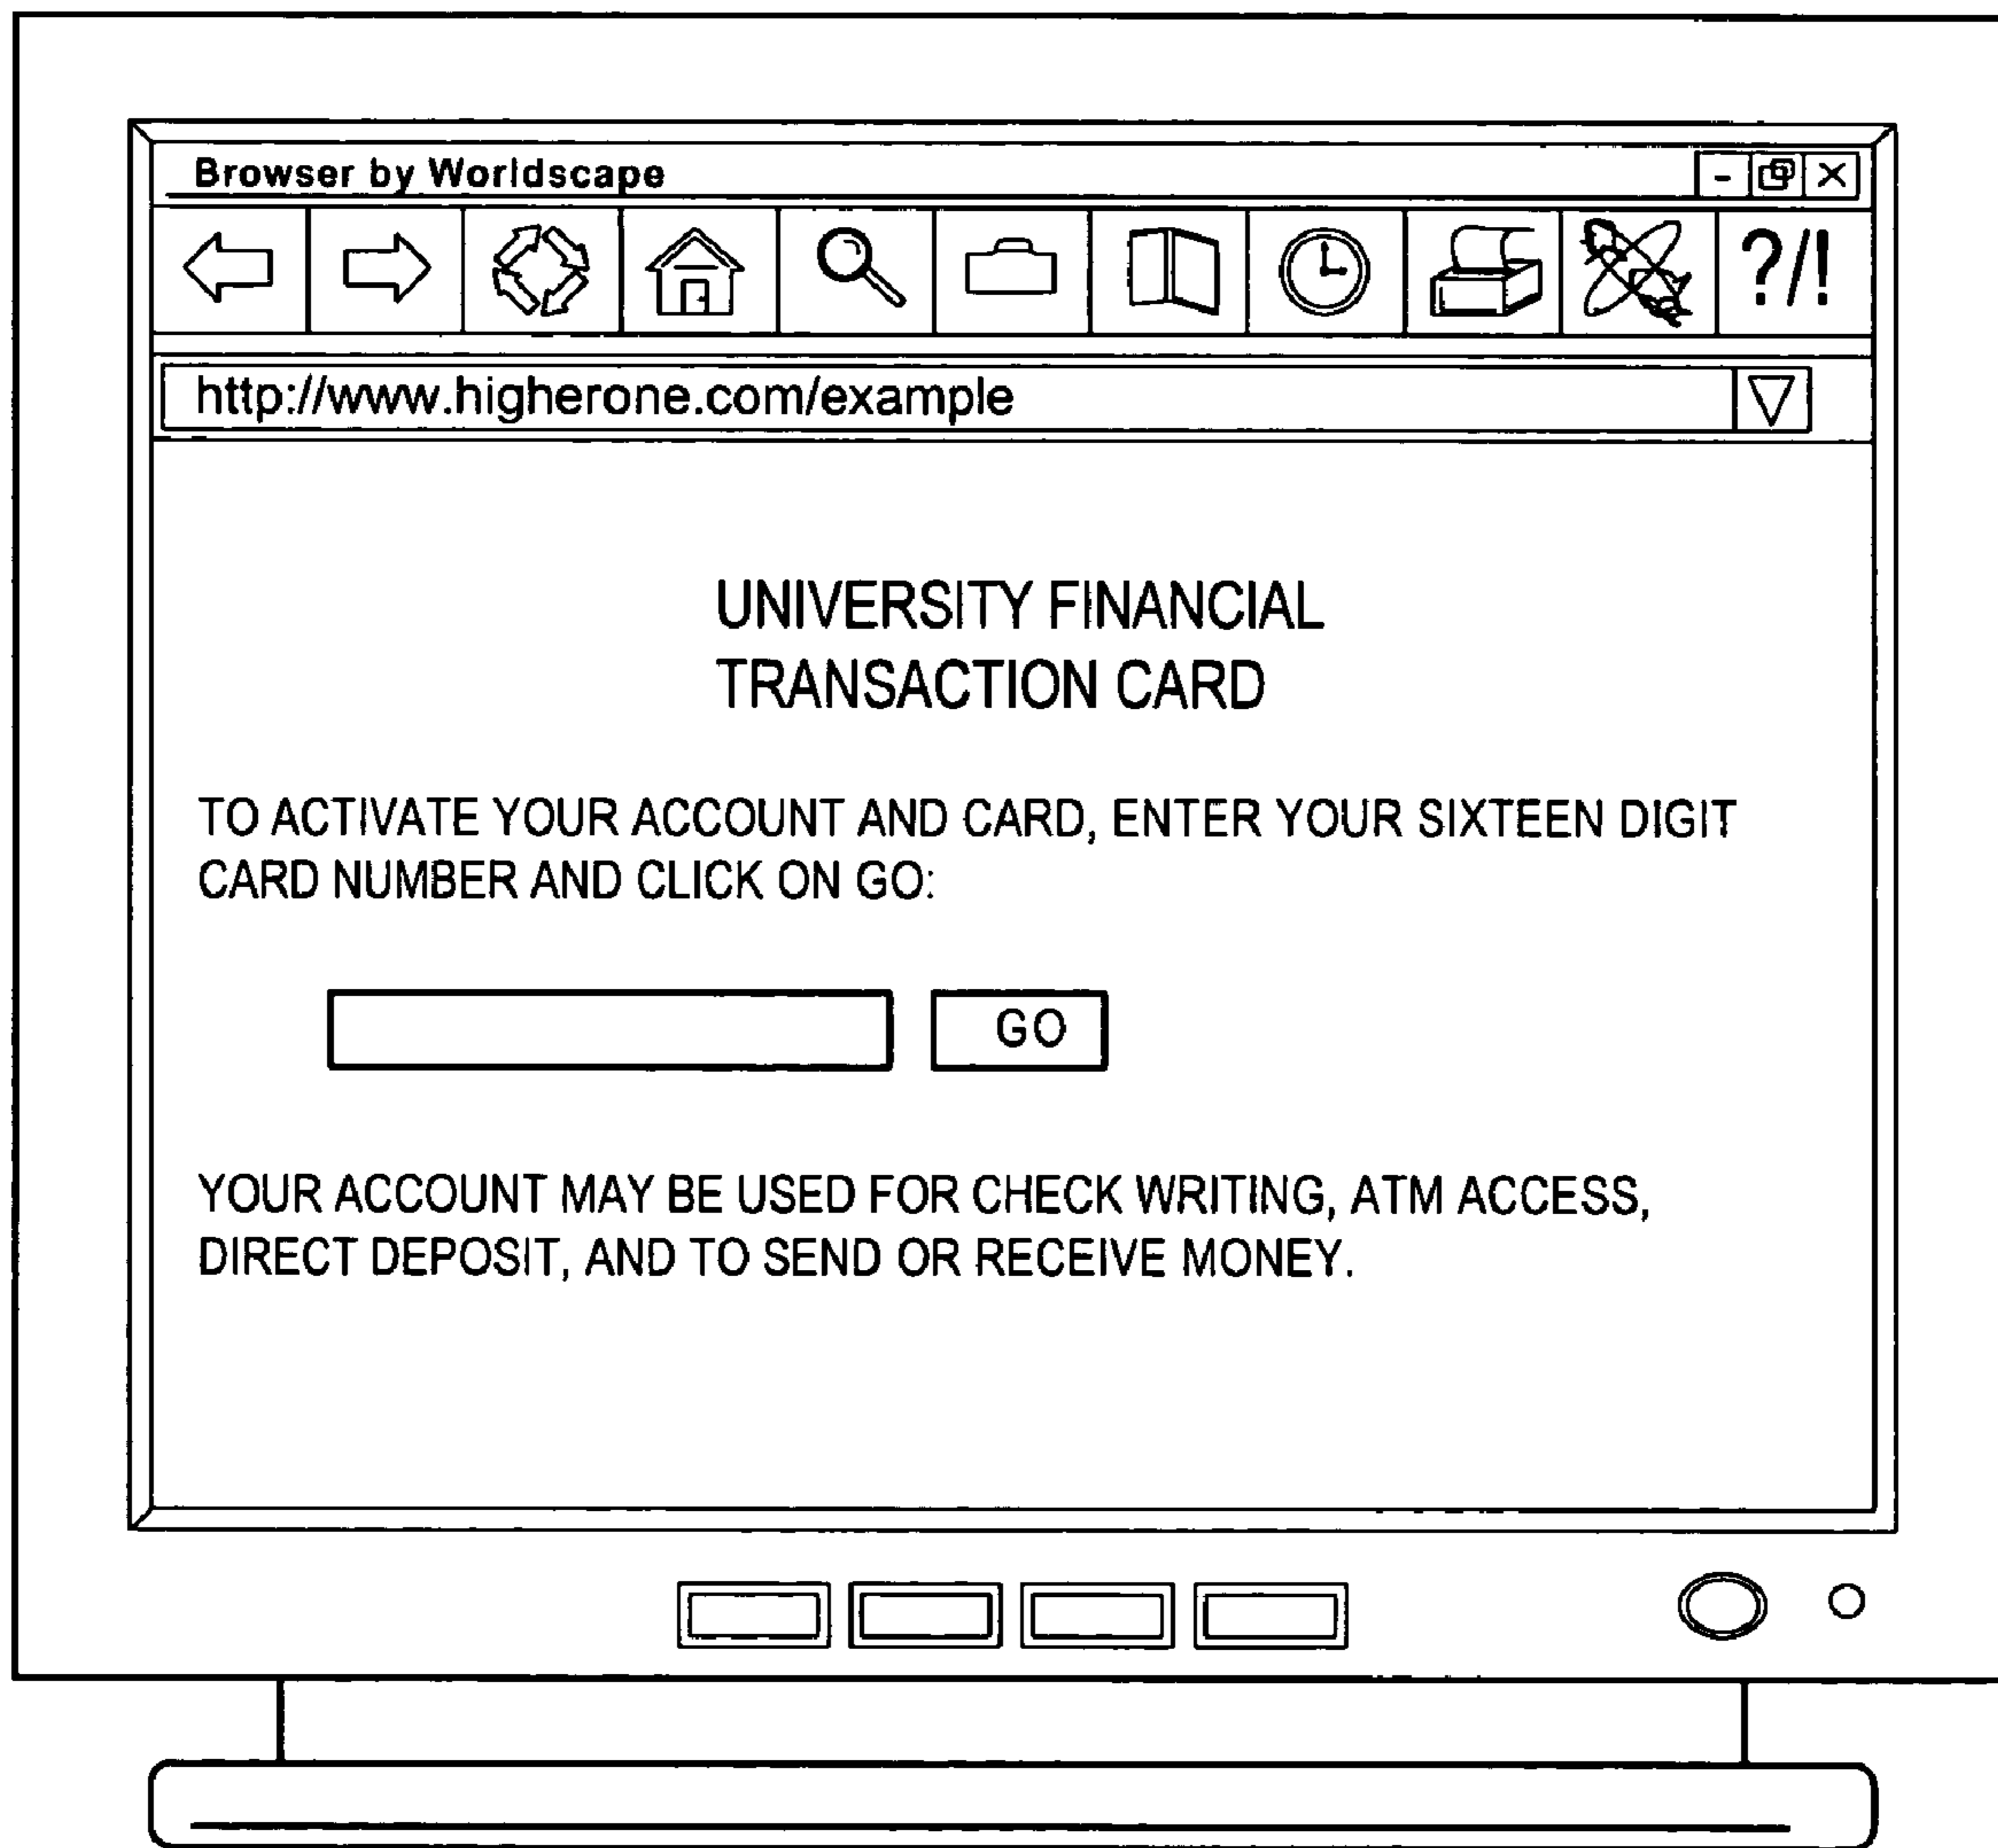 Browser by Worldscape
?/!
http://www.higherone.com/example
UNIVERSITY FINANCIAL
TRANSACTION CARD
TO ACTIVATE YOUR ACCOUNT AND CARD, ENTER YOUR SIXTEEN DIGIT
CARD NUMBER AND CLICK ON GO:
GO
YOUR ACCOUNT MAY BE USED FOR CHECK WRITING, ATM ACCESS,
DIRECT DEPOSIT, AND TO SEND OR RECEIVE MONEY.